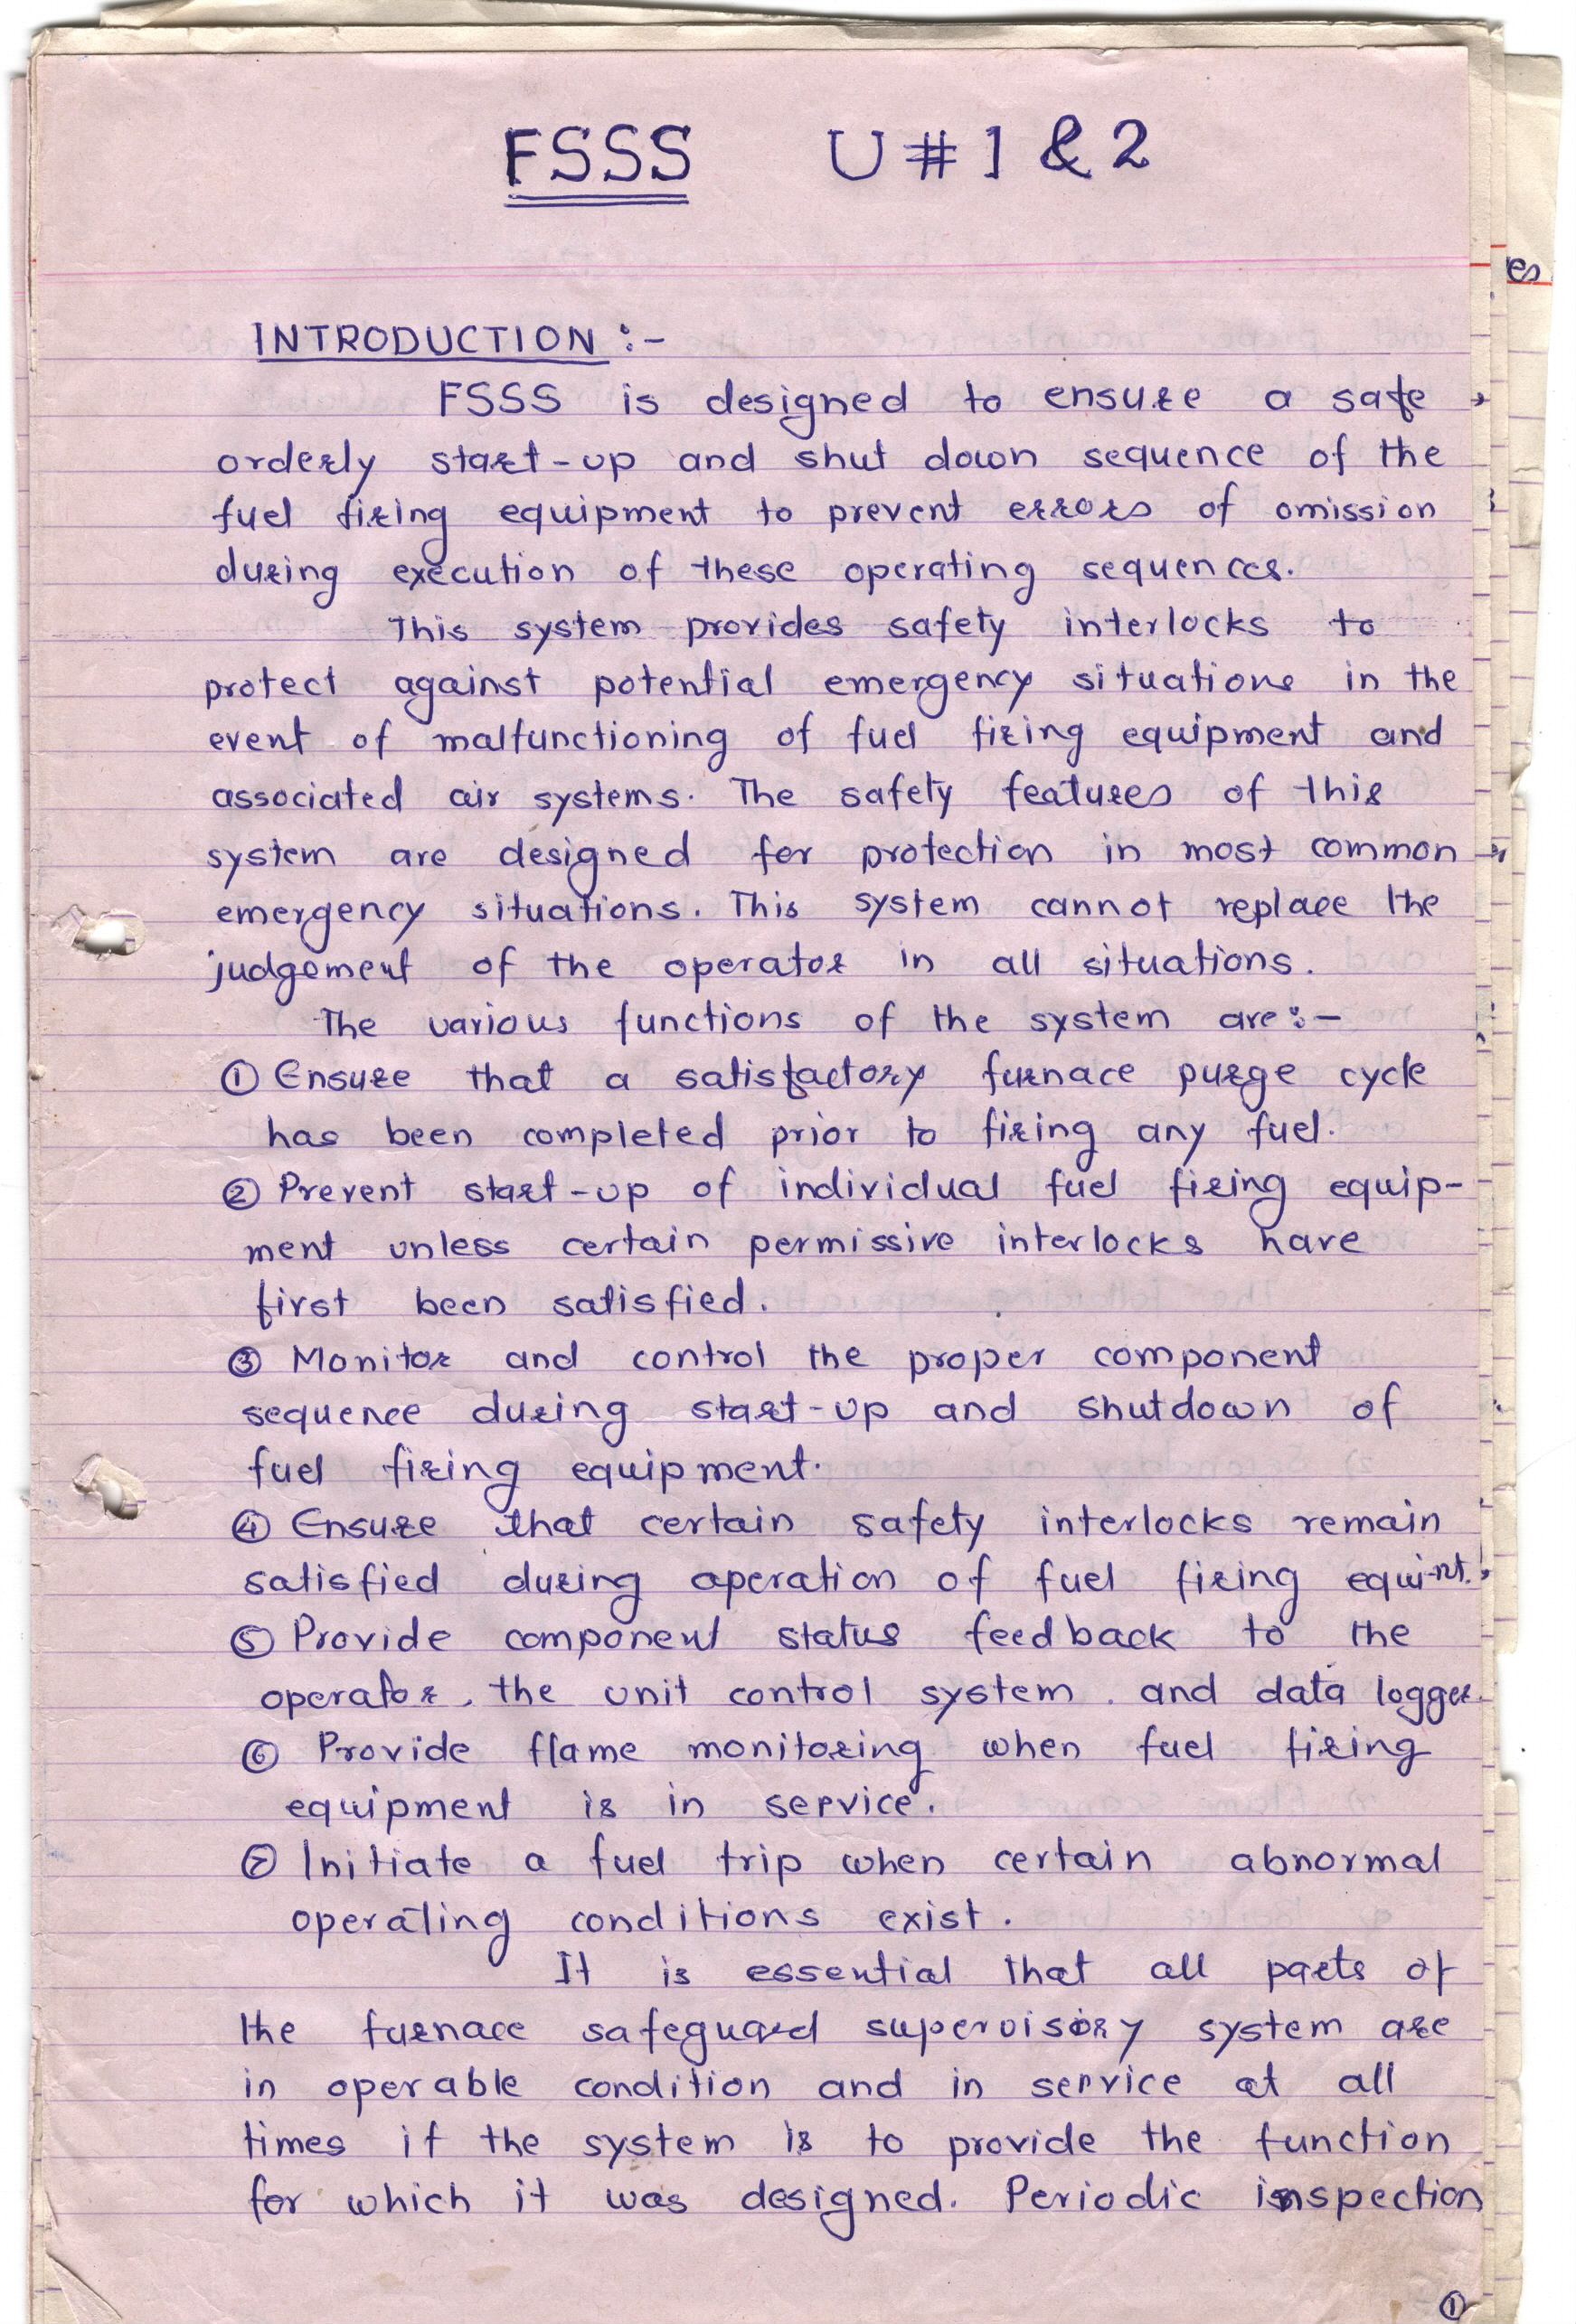 FSSS U # 1 & 2
es
INTRODUCTION :-
FSSS is designed to ensure a safe
orderly start-up and shut down sequence of the
fuel firing equipment to prevent errors of omission
during execution of these operating sequences.
This system provides safety interlocks to
protect against potential emergency situations in the
event of malfunctioning of fuel firing equipment and
associated air systems. The safety features of this
system are designed for protection in most common
emergency situations. This system cannot replace the
judgement of the operator in all situations.
The various functions of the system are:-
① Ensure that a satisfactory furnace purge cycle
has been completed prior to firing any fuel.
② Prevent start-up of individual fuel firing equip-
ment unless certain permissive interlocks have
first been satisfied.
③ Monitor and control the proper component
sequence during start-up and shutdown of
fuel firing equipment.
④ Ensure that certain safety interlocks remain
satisfied during operation of fuel firing equi-nt.
⑤ Provide component status feedback to the
operator, the unit control system and data logger.
⑥ Provide flame monitoring when fuel firing
equipment is in service.
⑦ Initiate a fuel trip when certain abnormal
operating conditions exist.
It is essential that all parts of
the furnace safeguard supervisory system are
in operable condition and in service at all
times if the system is to provide the function
for which it was designed. Periodic inspection
①